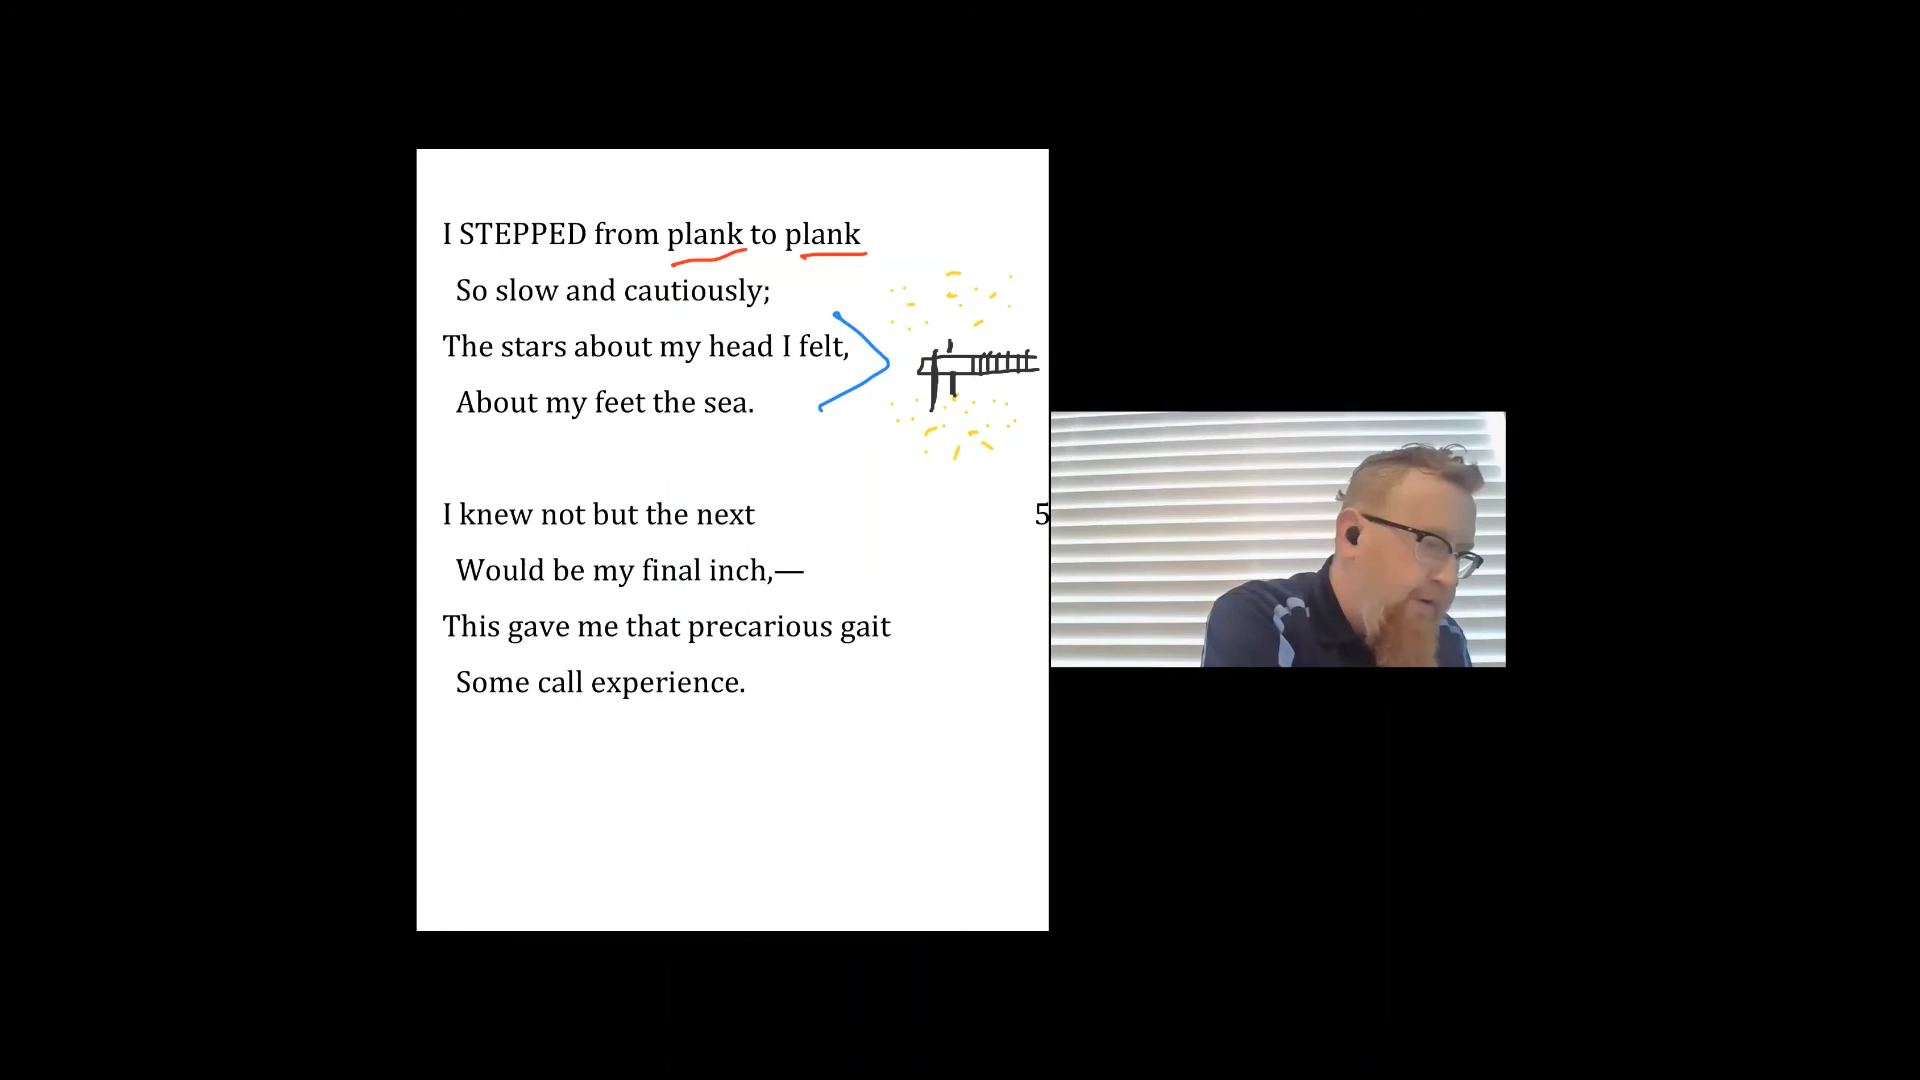 I STEPPED from plank to plank
So slow and cautiously;
The stars about my head I felt,
About my feet the sea.
I knew not but the next 5
Would be my final inch,—
This gave me that precarious gait
Some call experience.